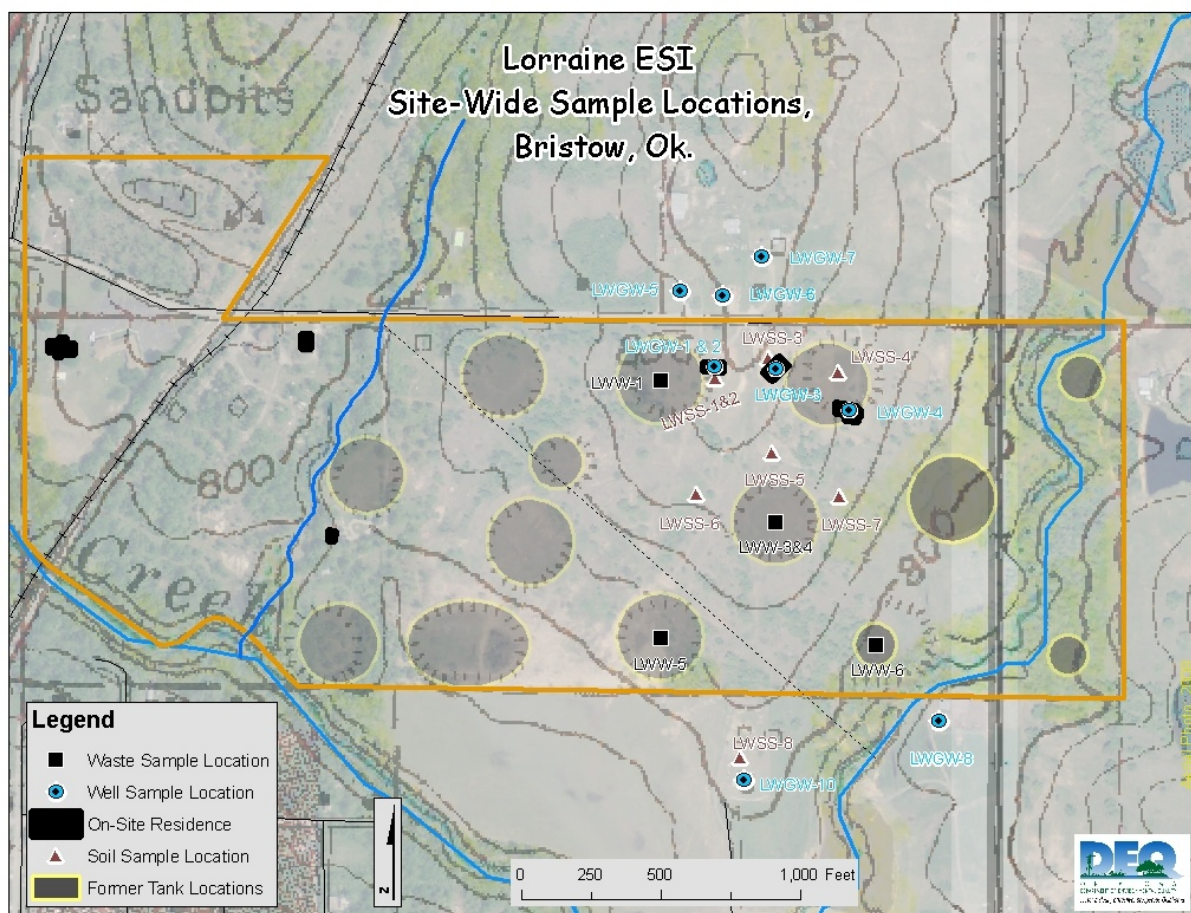 Lorraine ESI
Site-Wide Sample Locations,
Bristow, Ok.
Sandpits
850
LWGW-7
LWGW-5
LWGW-6
LWSS-3
LWGW-1 & 2
LWSS-4
LWW-1
LWGW-3
LWSS-1&2
LWGW-4
800
LWSS-5
LWSS-6
LWSS-7
LWW-3&4
Creek
LWW-5
LWW-6
LWSS-8
LWGW-8
LWGW-10
Legend
Waste Sample Location
Well Sample Location
On-Site Residence
Soil Sample Location
Former Tank Locations
N
0 250 500 1,000 Feet
DEQ